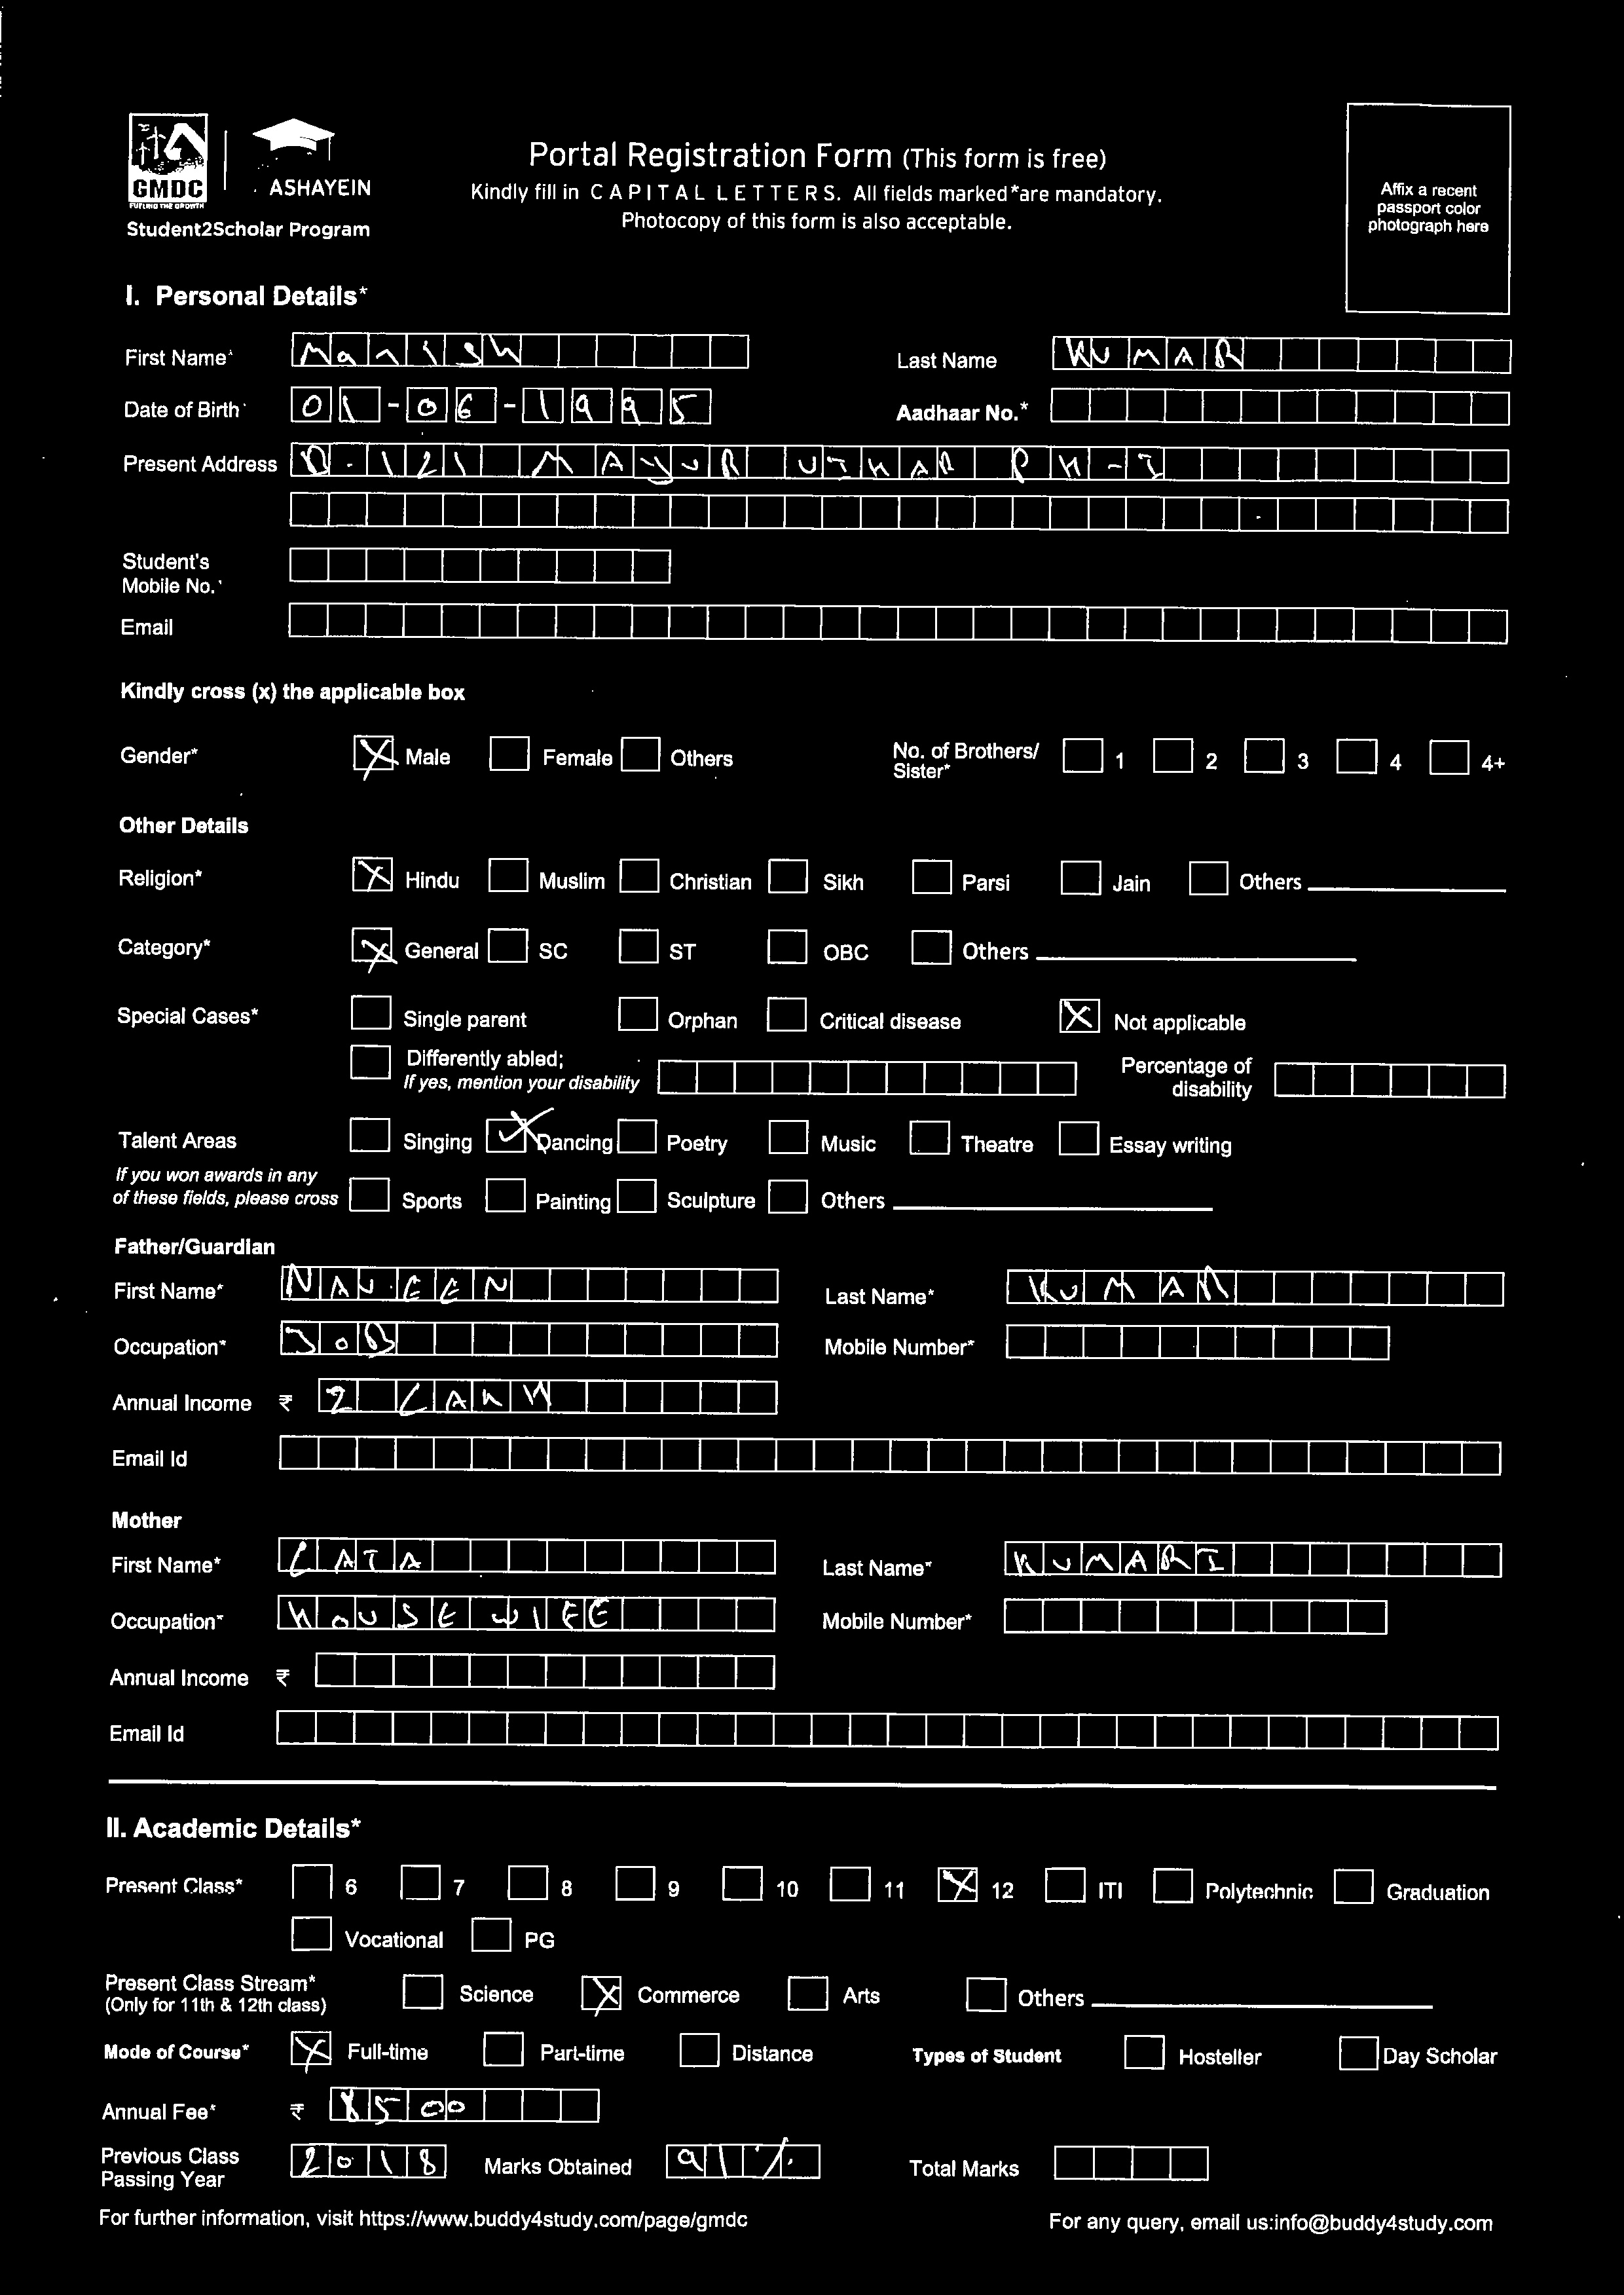 GMDC
FUELING THE GROWTH
ASHAYEIN
Student2Scholar Program
Portal Registration Form (This form is free)
Kindly fill in CAPITAL LETTERS. All fields marked*are mandatory.
Photocopy of this form is also acceptable.
Affix a recent
passport color
photograph here
I. Personal Details*
First Name* Manish Last Name KUMAR
Date of Birth* 01-06-1995 Aadhaar No.*
Present Address D-121 MAYUR VIHAR PH-I
Student's
Mobile No.*
Email
Kindly cross (x) the applicable box
Gender* X Male Female Others No. of Brothers/ Sister* 1 2 3 4 4+
Other Details
Religion* X Hindu Muslim Christian Sikh Parsi Jain Others
Category* X General SC ST OBC Others
Special Cases* Single parent Orphan Critical disease X Not applicable
Differently abled; If yes, mention your disability Percentage of disability
Talent Areas Singing X Dancing Poetry Music Theatre Essay writing
If you won awards in any
of these fields, please cross Sports Painting Sculpture Others
Father/Guardian
First Name* NAVEEN Last Name* KUMAR
Occupation* JOB Mobile Number*
Annual Income ₹ 2 LAKH
Email Id
Mother
First Name* LATA Last Name* KUMARI
Occupation* HOUSE WIFE Mobile Number*
Annual Income ₹
Email Id
II. Academic Details*
Present Class* 6 7 8 9 10 11 X 12 ITI Polytechnic Graduation
Vocational PG
Present Class Stream*
(Only for 11th & 12th class) Science X Commerce Arts Others
Mode of Course* X Full-time Part-time Distance Types of Student Hosteller Day Scholar
Annual Fee* ₹ 8500
Previous Class
Passing Year 2018 Marks Obtained 91% Total Marks
For further information, visit https://www.buddy4study.com/page/gmdc For any query, email us:info@buddy4study.com